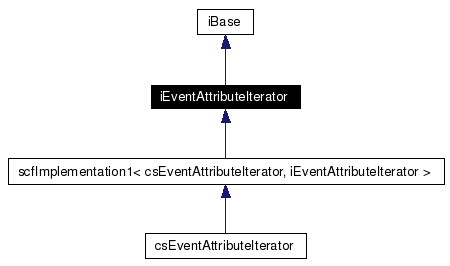 iBase
iEventAttributeIterator
scfImplementation1< csEventAttributeIterator, iEventAttributeIterator >
csEventAttributeIterator